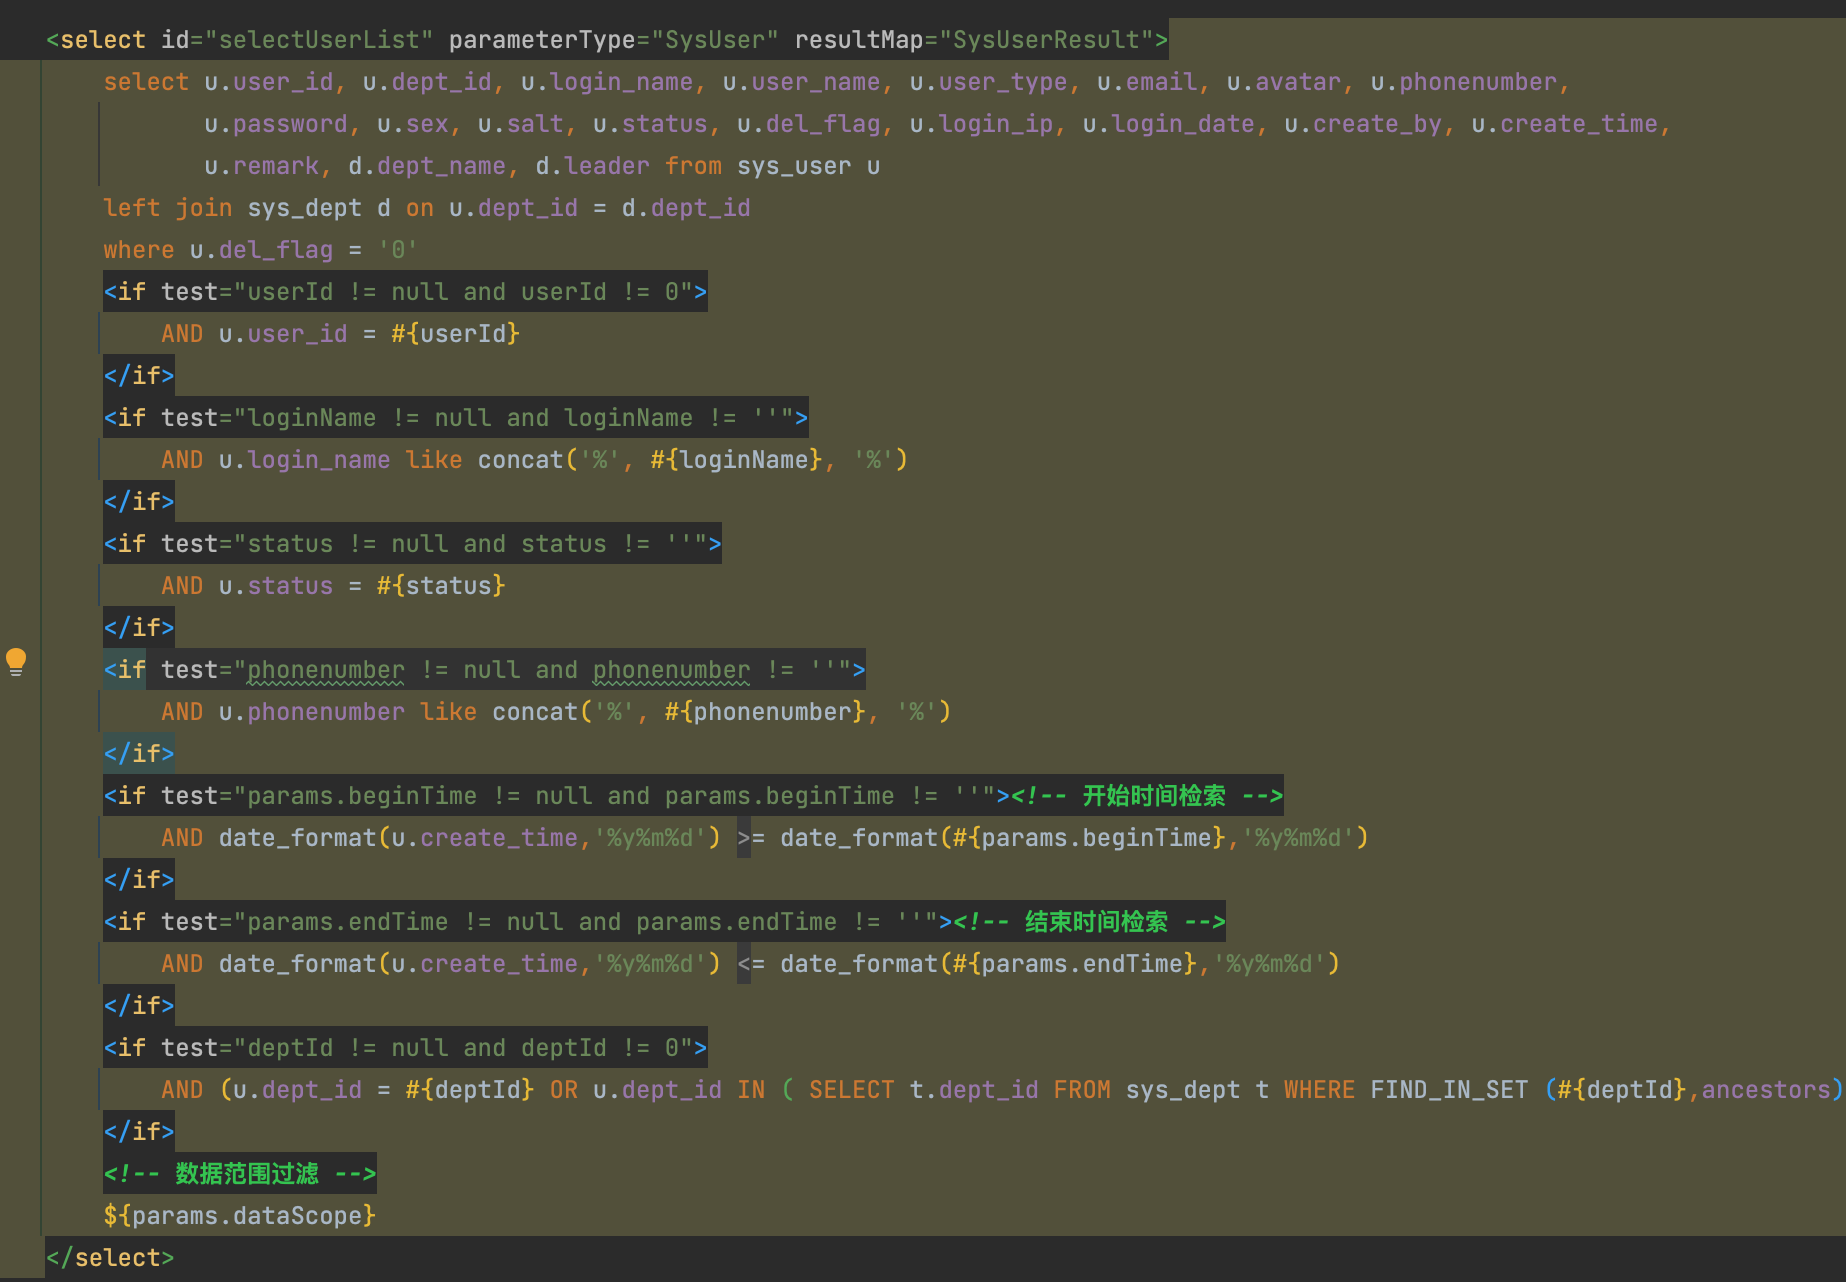 <select id="selectUserList" parameterType="SysUser" resultMap="SysUserResult">
select u.user_id, u.dept_id, u.login_name, u.user_name, u.user_type, u.email, u.avatar, u.phonenumber,
u.password, u.sex, u.salt, u.status, u.del_flag, u.login_ip, u.login_date, u.create_by, u.create_time,
u.remark, d.dept_name, d.leader from sys_user u
left join sys_dept d on u.dept_id = d.dept_id
where u.del_flag = '0'
<if test="userId != null and userId != 0">
AND u.user_id = #{userId}
</if>
<if test="loginName != null and loginName != ''">
AND u.login_name like concat('%', #{loginName}, '%')
</if>
<if test="status != null and status != ''">
AND u.status = #{status}
</if>
<if test="phonenumber != null and phonenumber != ''">
AND u.phonenumber like concat('%', #{phonenumber}, '%')
</if>
<if test="params.beginTime != null and params.beginTime != ''"><!-- 开始时间检索 -->
AND date_format(u.create_time,'%y%m%d') >= date_format(#{params.beginTime},'%y%m%d')
</if>
<if test="params.endTime != null and params.endTime != ''"><!-- 结束时间检索 -->
AND date_format(u.create_time,'%y%m%d') <= date_format(#{params.endTime},'%y%m%d')
</if>
<if test="deptId != null and deptId != 0">
AND (u.dept_id = #{deptId} OR u.dept_id IN ( SELECT t.dept_id FROM sys_dept t WHERE FIND_IN_SET (#{deptId},ancestors)
</if>
<!-- 数据范围过滤 -->
${params.dataScope}
</select>